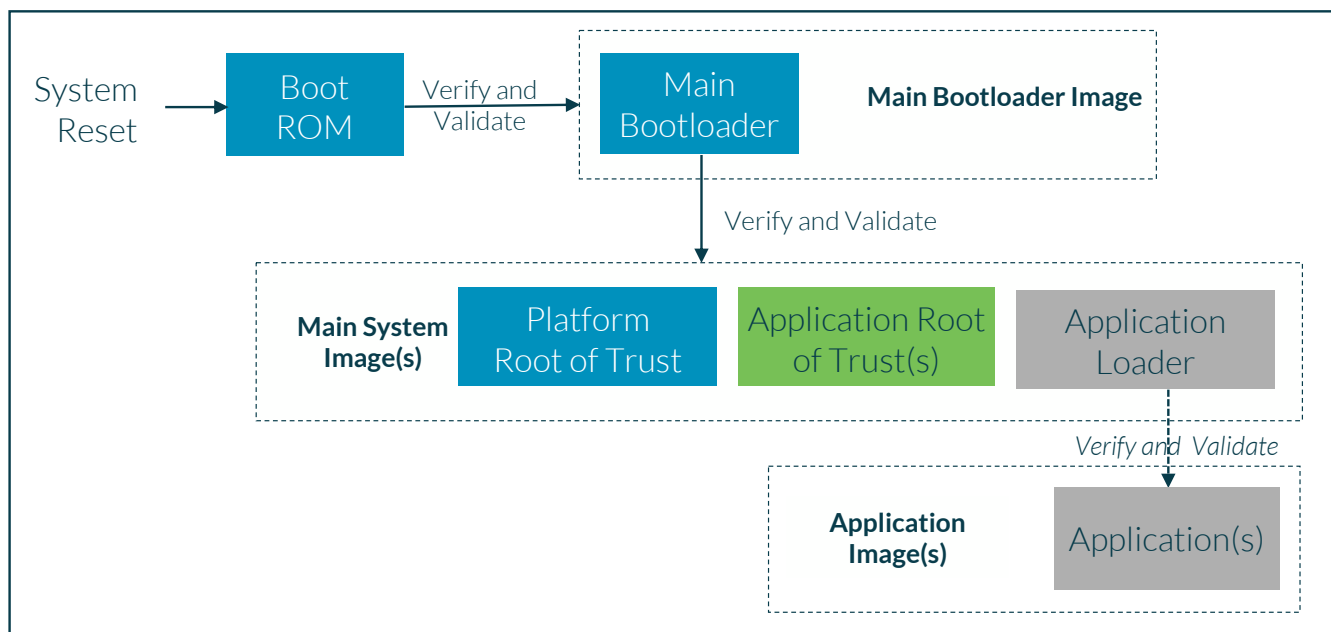 System
Reset
Boot
ROM
Verify and
Validate
Main
Bootloader
Main Bootloader Image
Verify and Validate
Main System
Image(s)
Platform
Root of Trust
Application Root
of Trust(s)
Application
Loader
Verify and Validate
Application
Image(s)
Application(s)